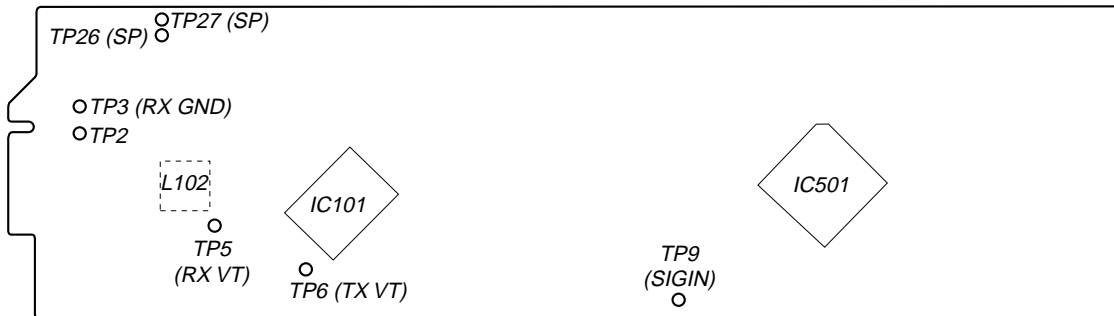 TP27 (SP)
TP26 (SP)
TP3 (RX GND)
TP2
L102
IC101
IC501
TP5
(RX VT)
TP6 (TX VT)
TP9
(SIGIN)